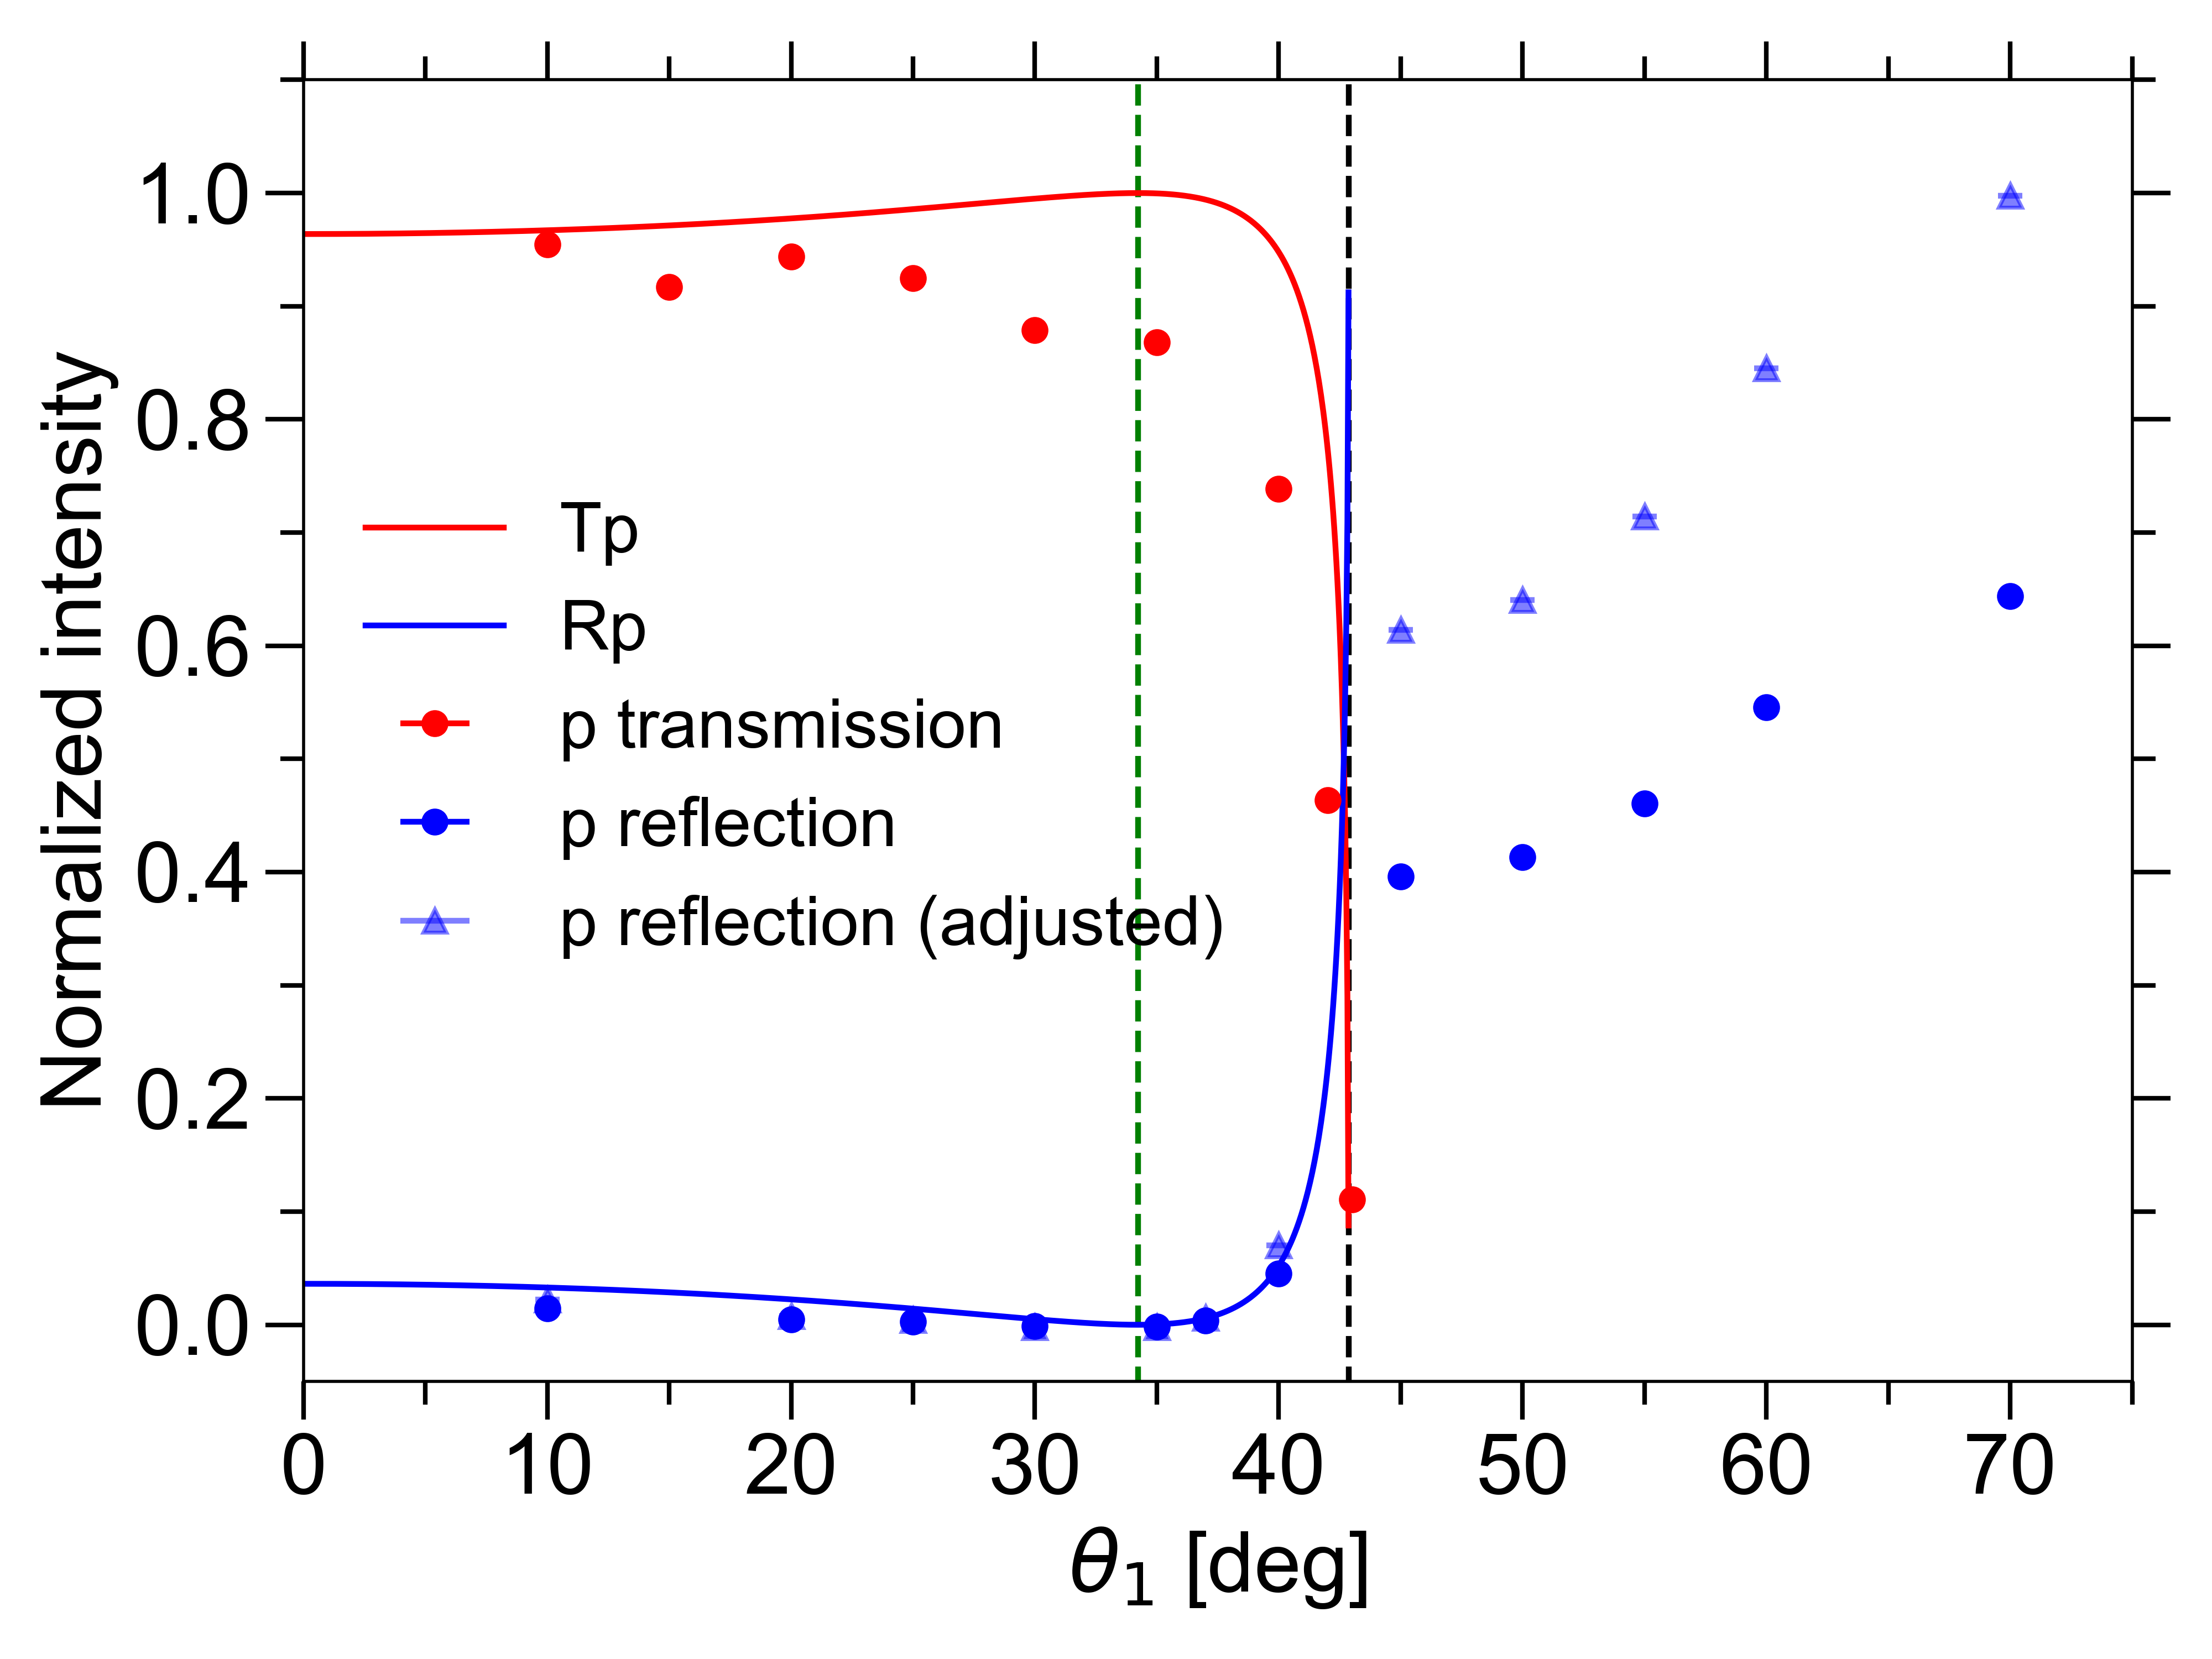 1.0
0.8
0.6
0.4
0.2
0.0
Normalized intensity
Tp
Rp
p transmission
p reflection
p reflection (adjusted)
0 10 20 30 40 50 60 70
θ₁ [deg]